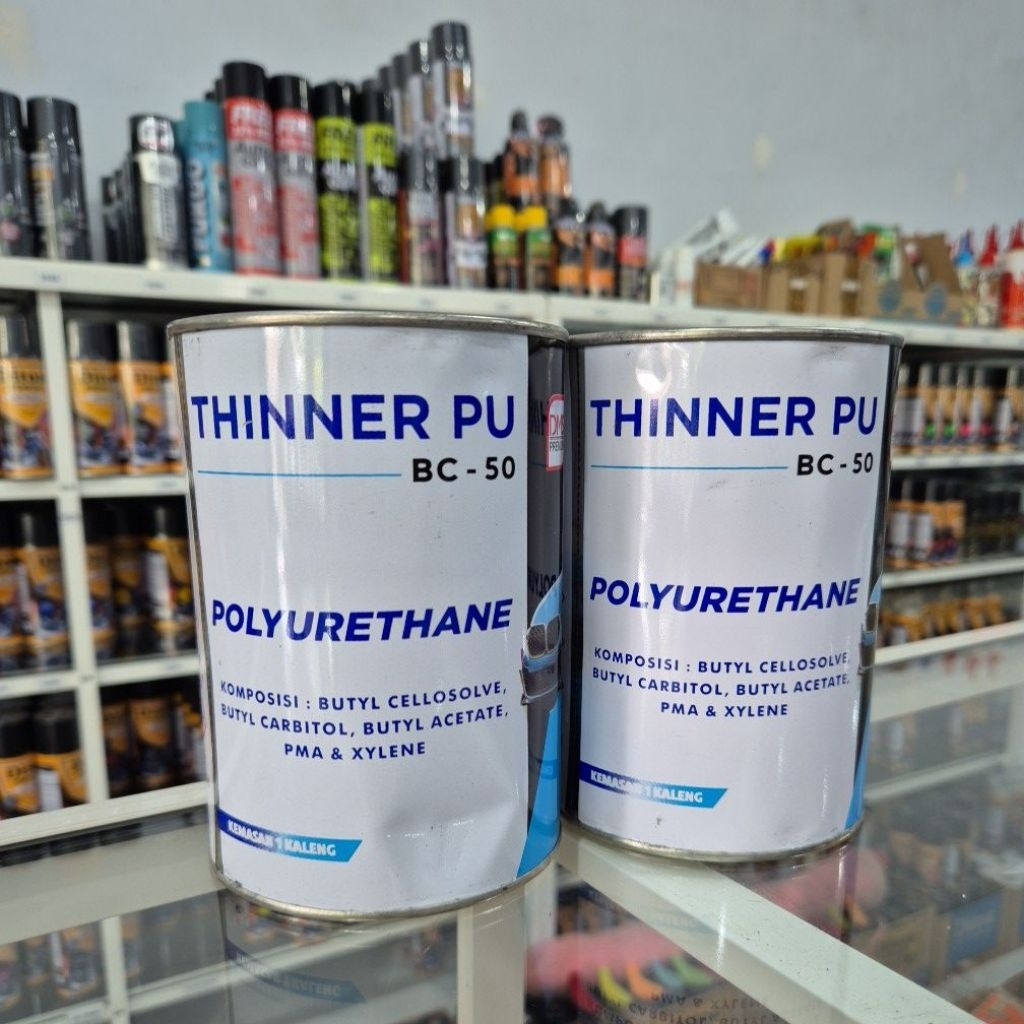 THINNER PU
BC - 50
POLYURETHANE
KOMPOSISI : BUTYL CELLOSOLVE,
BUTYL CARBITOL, BUTYL ACETATE,
PMA & XYLENE
KEMASAN 1 KALENG
THINNER PU
BC - 50
POLYURETHANE
KOMPOSISI : BUTYL CELLOSOLVE,
BUTYL CARBITOL, BUTYL ACETATE,
PMA & XYLENE
KEMASAN 1 KALENG